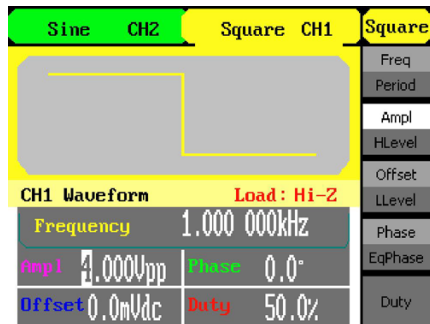 Sine CH2
Square CH1
Square
Freq
Period
Ampl
HLevel
Offset
LLevel
Phase
EqPhase
Duty
CH1 Waveform Load: Hi-Z
Frequency 1.000 000kHz
Ampl 4.000Vpp Phase 0.0°
Offset 0.0mVdc Duty 50.0%